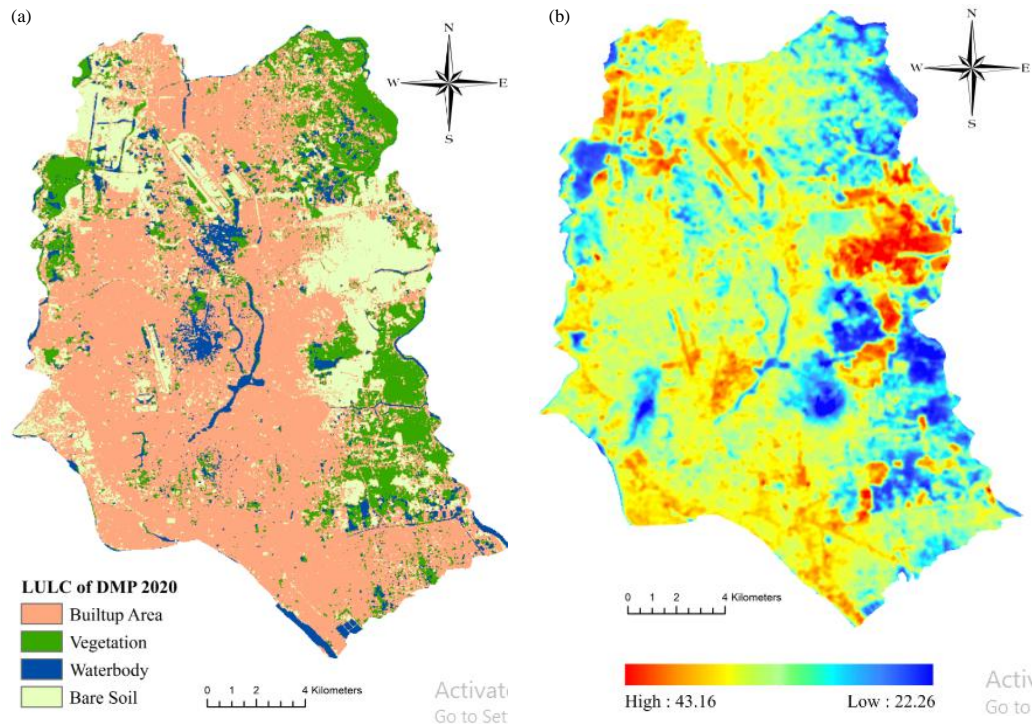 (a)
N
W E
S
LULC of DMP 2020
Builtup Area
Vegetation
Waterbody
Bare Soil
0 1 2 4 Kilometers
Activat
Go to Set
(b)
N
W E
S
0 1 2 4 Kilometers
High : 43.16 Low : 22.26
Activ
Go to